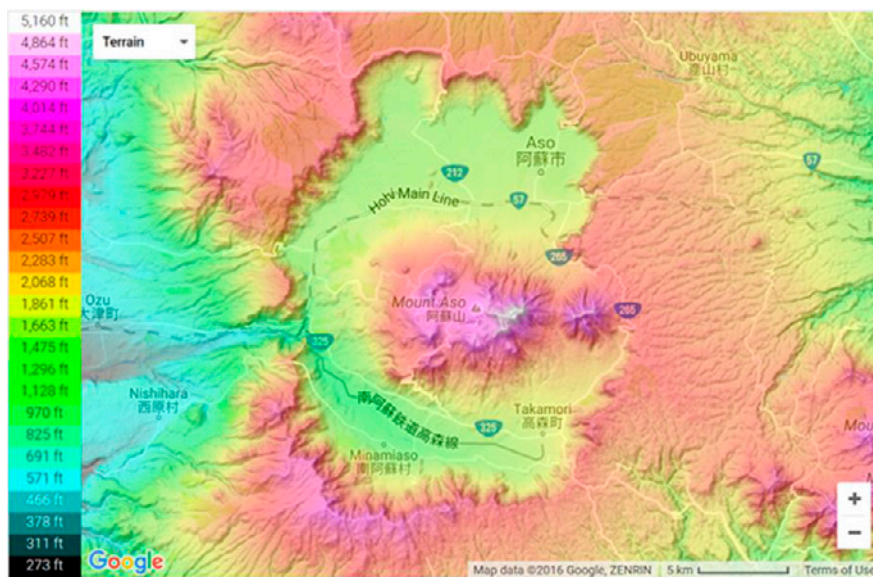 5,160 ft
4,864 ft
4,574 ft
4,290 ft
4,014 ft
3,744 ft
3,482 ft
3,227 ft
2,979 ft
2,739 ft
2,507 ft
2,283 ft
2,068 ft
1,861 ft
1,663 ft
1,475 ft
1,296 ft
1,128 ft
970 ft
825 ft
691 ft
571 ft
466 ft
378 ft
311 ft
273 ft
Terrain
Ubuyama
産山村
Aso
阿蘇市
57
212
Hohi Main Line
57
265
Mount Aso
阿蘇山
265
Ozu
大津町
325
Nishihara
西原村
南阿蘇鉄道高森線
325
Takamori
高森町
Minamiaso
南阿蘇村
+
−
Google
Map data ©2016 Google, ZENRIN
5 km
Terms of Use